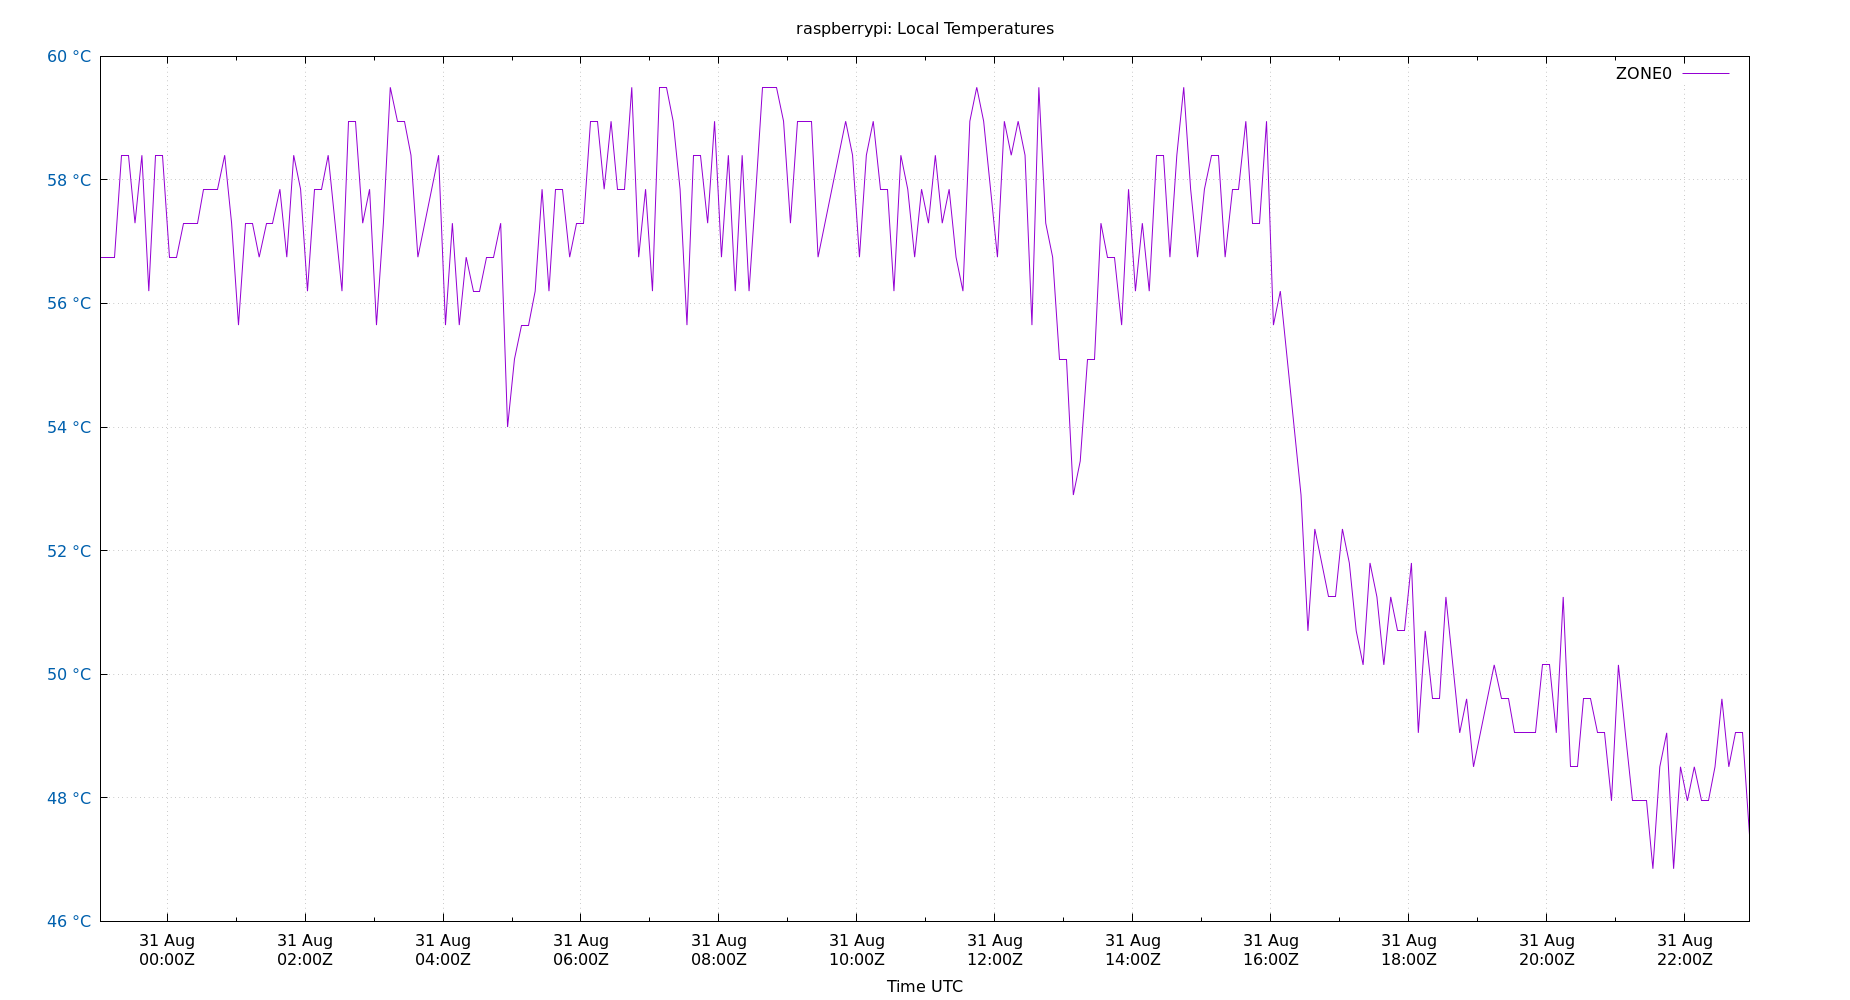 raspberrypi: Local Temperatures
ZONE0
60 °C
58 °C
56 °C
54 °C
52 °C
50 °C
48 °C
46 °C
31 Aug 31 Aug 31 Aug 31 Aug 31 Aug 31 Aug 31 Aug 31 Aug 31 Aug 31 Aug 31 Aug 31 Aug
00:00Z 02:00Z 04:00Z 06:00Z 08:00Z 10:00Z 12:00Z 14:00Z 16:00Z 18:00Z 20:00Z 22:00Z
Time UTC